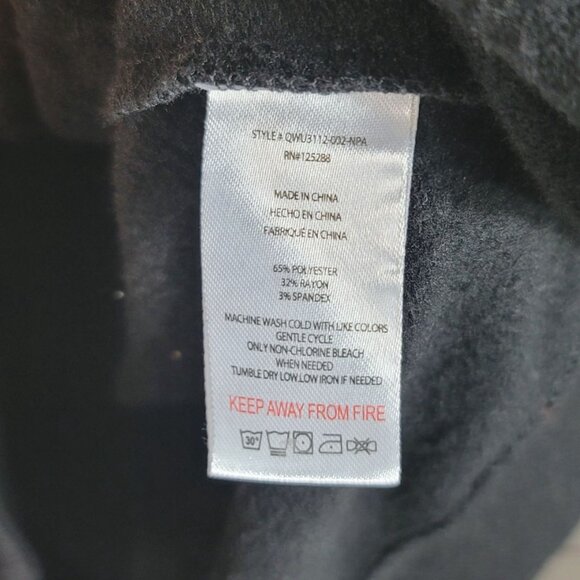 STYLE # QWU3112-002-NPA
RN#125288
MADE IN CHINA
HECHO EN CHINA
FABRIQUÉ EN CHINA
65% POLYESTER
32% RAYON
3% SPANDEX
MACHINE WASH COLD WITH LIKE COLORS
GENTLE CYCLE
ONLY NON-CHLORINE BLEACH
WHEN NEEDED
TUMBLE DRY LOW.LOW IRON IF NEEDED
KEEP AWAY FROM FIRE
30°